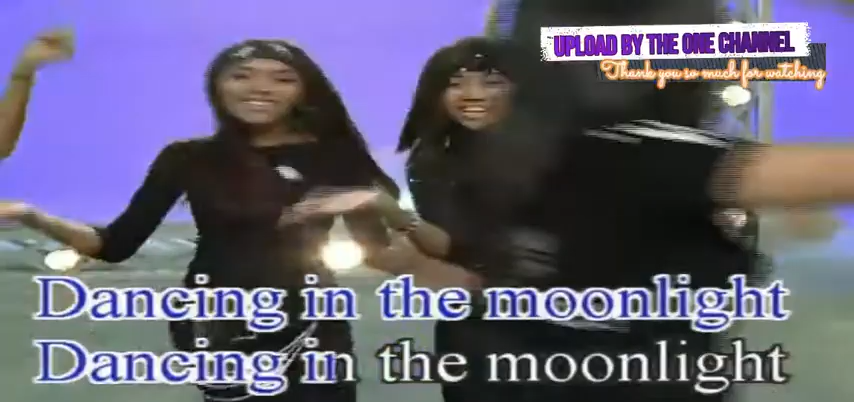 UPLOAD BY THE ONE CHANNEL
Thank you so much for watching
Dancing in the moonlight
Dancing in the moonlight